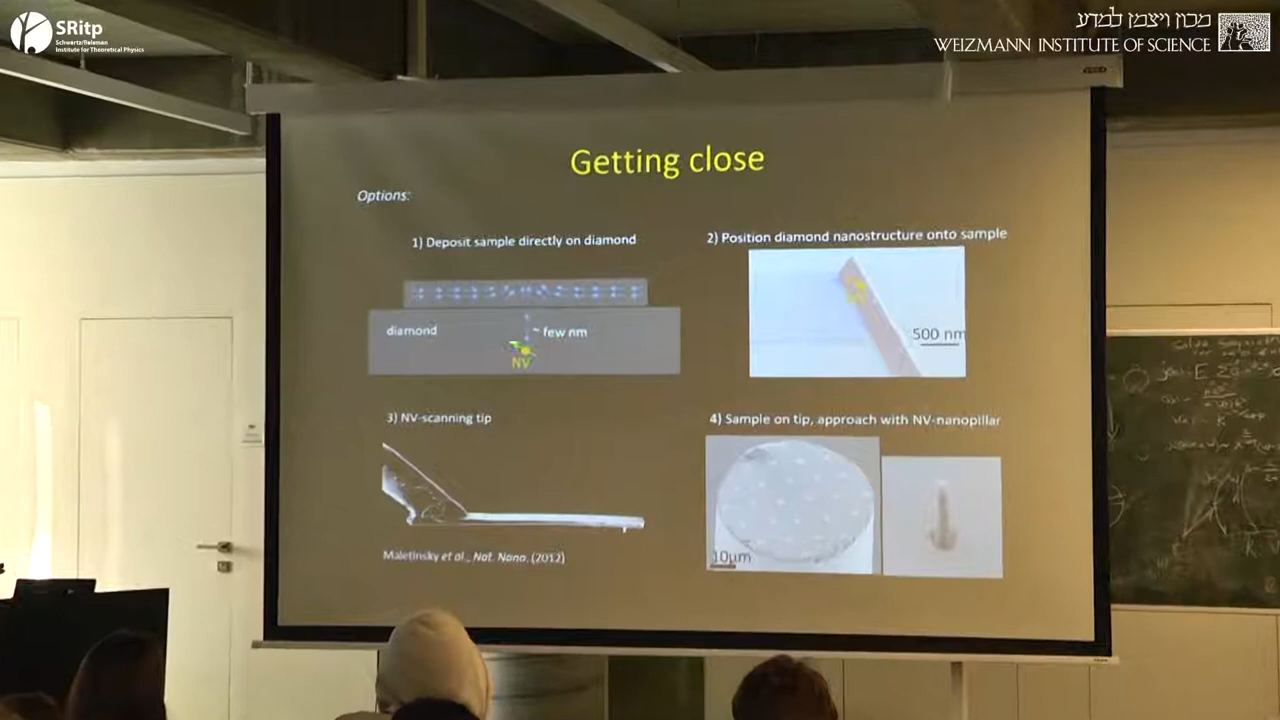 SRitp
Schwartz/Reisman
Institute for Theoretical Physics
מכון ויצמן למדע
WEIZMANN INSTITUTE OF SCIENCE
Getting close
Options:
1) Deposit sample directly on diamond
diamond
~ few nm
NV
2) Position diamond nanostructure onto sample
500 nm
3) NV-scanning tip
Maletinsky et al., Nat. Nano. (2012)
4) Sample on tip, approach with NV-nanopillar
10µm